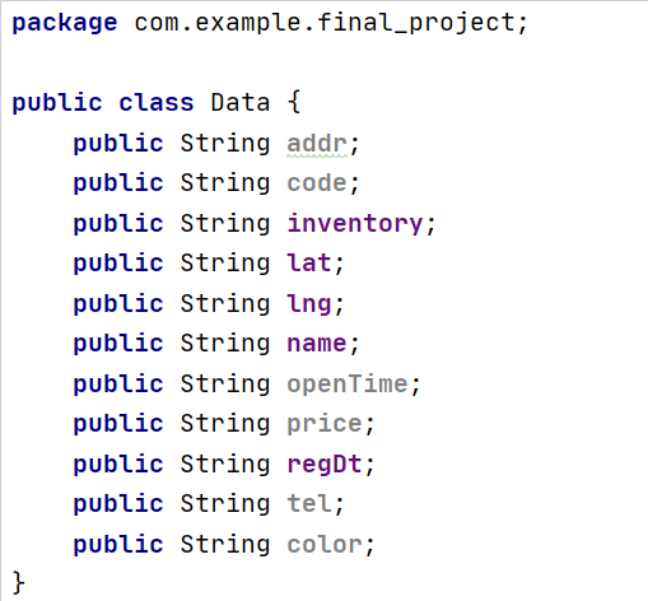 package com.example.final_project;
public class Data {
public String addr;
public String code;
public String inventory;
public String lat;
public String lng;
public String name;
public String openTime;
public String price;
public String regDt;
public String tel;
public String color;
}